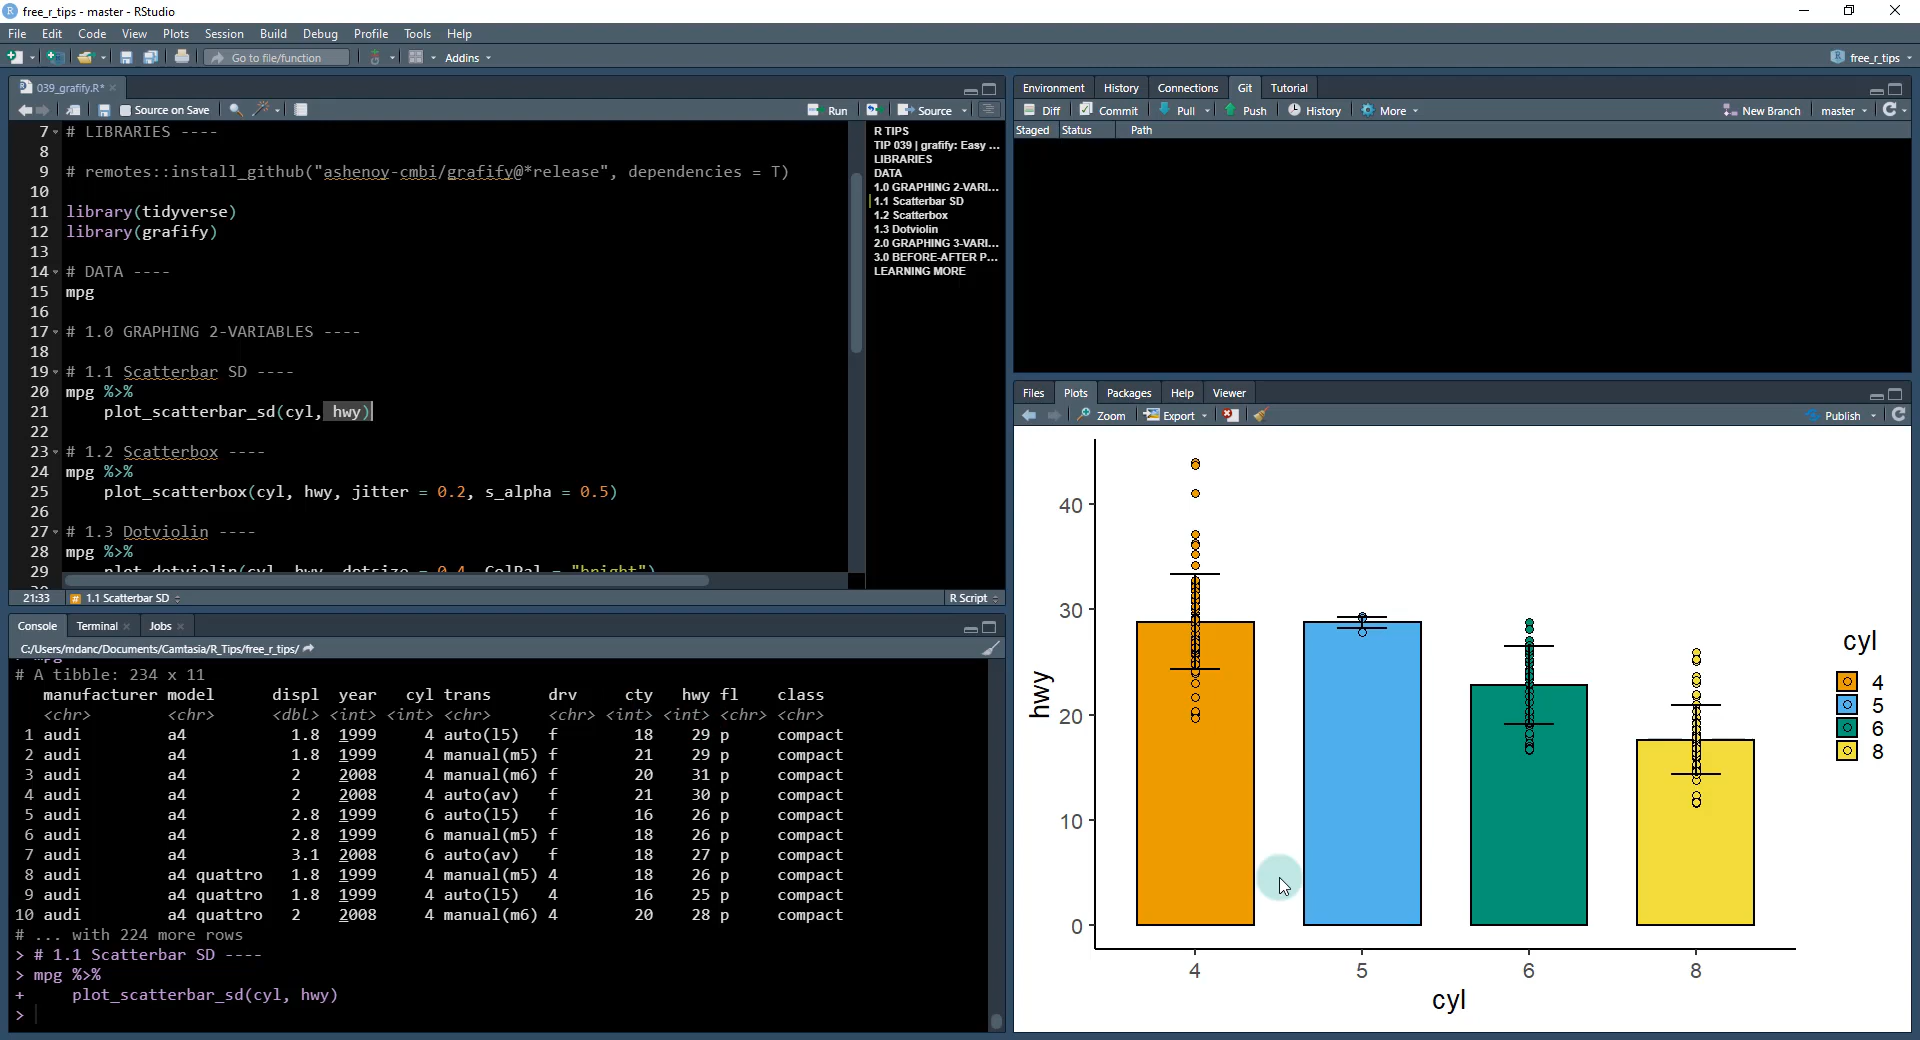 free_r_tips - master - RStudio
File Edit Code View Plots Session Build Debug Profile Tools Help
Go to file/function Addins free_r_tips
039_grafify.R*
Source on Save Run Source
7 # LIBRARIES ----
8
9 # remotes::install_github("ashenoy-cmbi/grafify@*release", dependencies = T)
10
11 library(tidyverse)
12 library(grafify)
13
14 # DATA ----
15 mpg
16
17 # 1.0 GRAPHING 2-VARIABLES ----
18
19 # 1.1 Scatterbar SD ----
20 mpg %>%
21 plot_scatterbar_sd(cyl, hwy)
22
23 # 1.2 Scatterbox ----
24 mpg %>%
25 plot_scatterbox(cyl, hwy, jitter = 0.2, s_alpha = 0.5)
26
27 # 1.3 Dotviolin ----
28 mpg %>%
29 plot_dotviolin(cyl, hwy, dotsize = 0.4, ColPal = "bright")
R TIPS
TIP 039 | grafify: Easy ...
LIBRARIES
DATA
1.0 GRAPHING 2-VARI...
1.1 Scatterbar SD
1.2 Scatterbox
1.3 Dotviolin
2.0 GRAPHING 3-VARI...
3.0 BEFORE-AFTER P...
LEARNING MORE
21:33 # 1.1 Scatterbar SD R Script
Console Terminal Jobs
C:/Users/mdanc/Documents/Camtasia/R_Tips/free_r_tips/
# A tibble: 234 x 11
manufacturer model displ year cyl trans drv cty hwy fl class
<chr> <chr> <dbl> <int> <int> <chr> <chr> <int> <int> <chr> <chr>
1 audi a4 1.8 1999 4 auto(l5) f 18 29 p compact
2 audi a4 1.8 1999 4 manual(m5) f 21 29 p compact
3 audi a4 2 2008 4 manual(m6) f 20 31 p compact
4 audi a4 2 2008 4 auto(av) f 21 30 p compact
5 audi a4 2.8 1999 6 auto(l5) f 16 26 p compact
6 audi a4 2.8 1999 6 manual(m5) f 18 26 p compact
7 audi a4 3.1 2008 6 auto(av) f 18 27 p compact
8 audi a4 quattro 1.8 1999 4 manual(m5) 4 18 26 p compact
9 audi a4 quattro 1.8 1999 4 auto(l5) 4 16 25 p compact
10 audi a4 quattro 2 2008 4 manual(m6) 4 20 28 p compact
# ... with 224 more rows
> # 1.1 Scatterbar SD ----
> mpg %>%
+ plot_scatterbar_sd(cyl, hwy)
>
Environment History Connections Git Tutorial
Diff Commit Pull Push History More New Branch master
Staged Status Path
Files Plots Packages Help Viewer
Zoom Export Publish
40
30
20
10
0
hwy
4 5 6 8
cyl
cyl
4
5
6
8